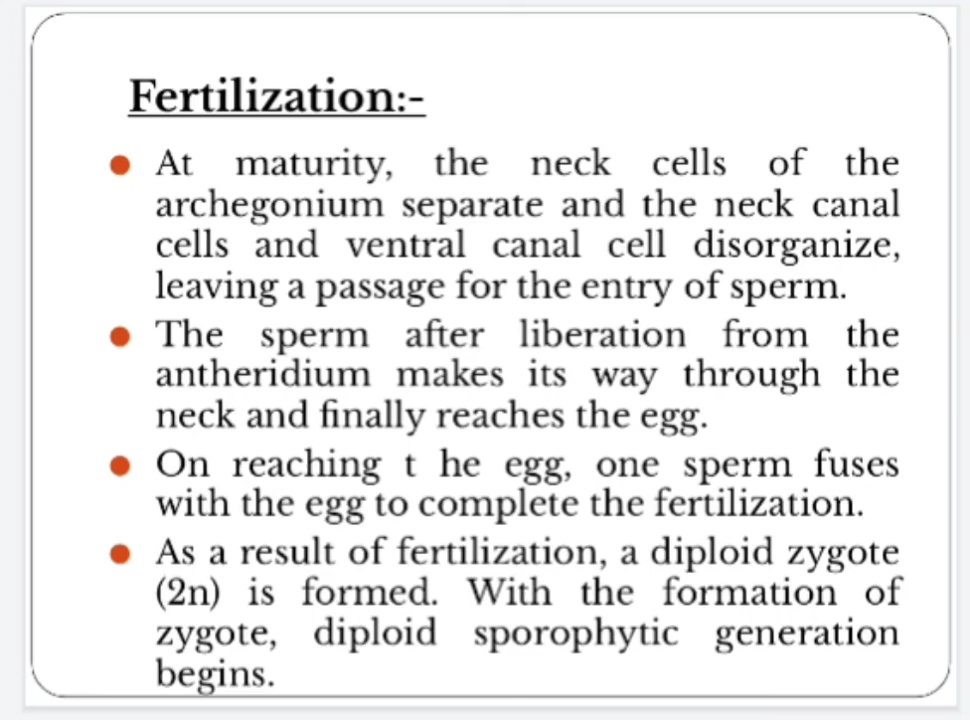 Fertilization:-
● At maturity, the neck cells of the
archegonium separate and the neck canal
cells and ventral canal cell disorganize,
leaving a passage for the entry of sperm.
● The sperm after liberation from the
antheridium makes its way through the
neck and finally reaches the egg.
● On reaching t he egg, one sperm fuses
with the egg to complete the fertilization.
● As a result of fertilization, a diploid zygote
(2n) is formed. With the formation of
zygote, diploid sporophytic generation
begins.